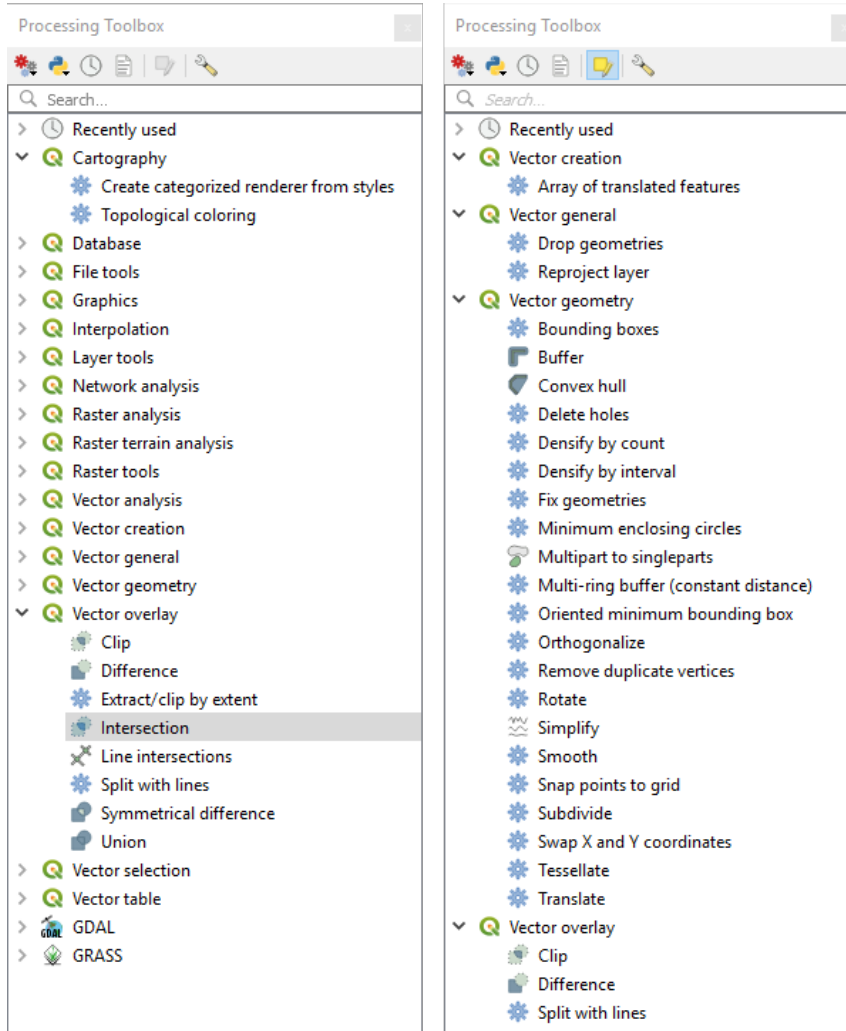 Processing Toolbox
Search...
Recently used
Cartography
Create categorized renderer from styles
Topological coloring
Database
File tools
Graphics
Interpolation
Layer tools
Network analysis
Raster analysis
Raster terrain analysis
Raster tools
Vector analysis
Vector creation
Vector general
Vector geometry
Vector overlay
Clip
Difference
Extract/clip by extent
Intersection
Line intersections
Split with lines
Symmetrical difference
Union
Vector selection
Vector table
GDAL
GDAL
GRASS
Processing Toolbox
Search...
Recently used
Vector creation
Array of translated features
Vector general
Drop geometries
Reproject layer
Vector geometry
Bounding boxes
Buffer
Convex hull
Delete holes
Densify by count
Densify by interval
Fix geometries
Minimum enclosing circles
Multipart to singleparts
Multi-ring buffer (constant distance)
Oriented minimum bounding box
Orthogonalize
Remove duplicate vertices
Rotate
Simplify
Smooth
Snap points to grid
Subdivide
Swap X and Y coordinates
Tessellate
Translate
Vector overlay
Clip
Difference
Split with lines